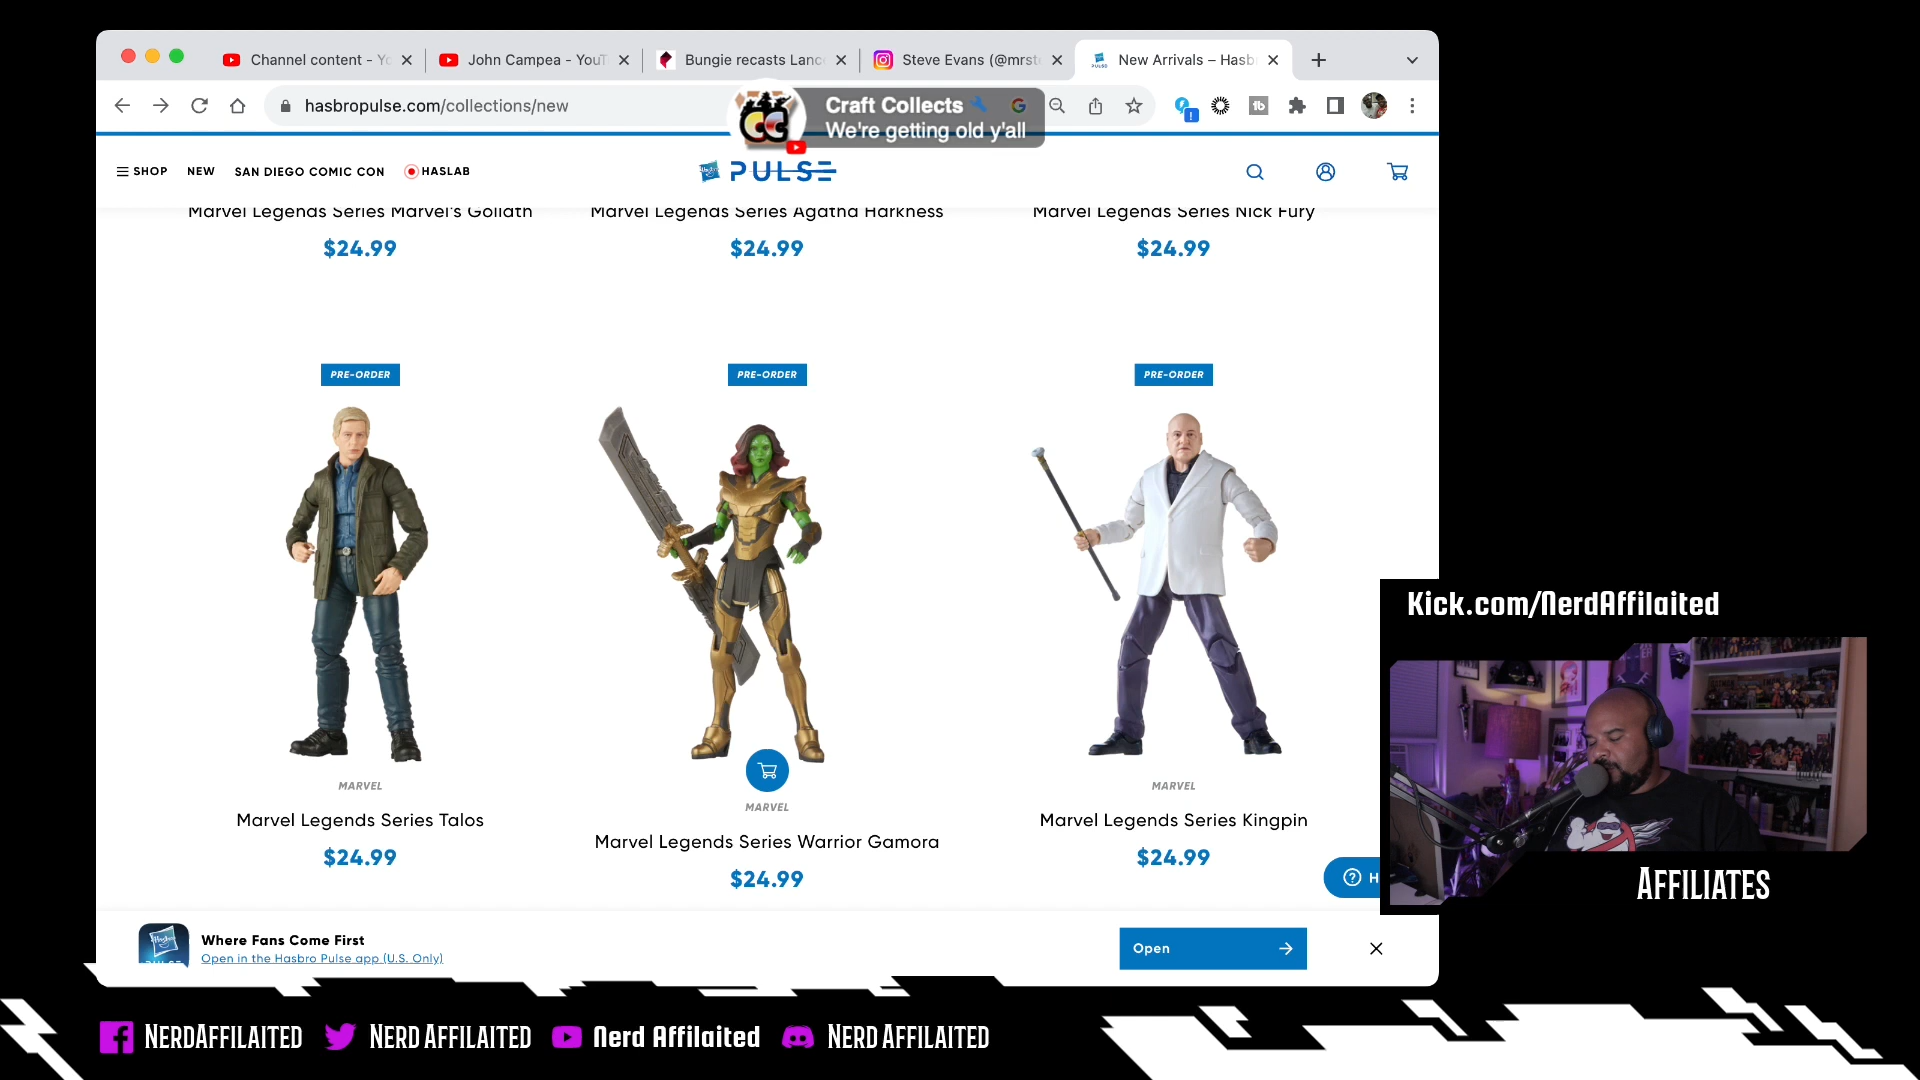 Channel content - Yo
John Campea - YouT
Bungie recasts Lanc
Steve Evans (@mrst
New Arrivals – Hasb
hasbropulse.com/collections/new
Craft Collects
We're getting old y'all
SHOP
NEW
SAN DIEGO COMIC CON
HASLAB
PULSE
Marvel Legends Series Marvel's Goliath
$24.99
Marvel Legends Series Agatha Harkness
$24.99
Marvel Legends Series Nick Fury
$24.99
PRE-ORDER
PRE-ORDER
PRE-ORDER
MARVEL
Marvel Legends Series Talos
$24.99
MARVEL
Marvel Legends Series Warrior Gamora
$24.99
MARVEL
Marvel Legends Series Kingpin
$24.99
H
Where Fans Come First
Open in the Hasbro Pulse app (U.S. Only)
Open
Kick.com/NerdAffilaited
AFFILIATES
NERDAFFILAITED
NERD AFFILAITED
Nerd Affilaited
NERD AFFILAITED